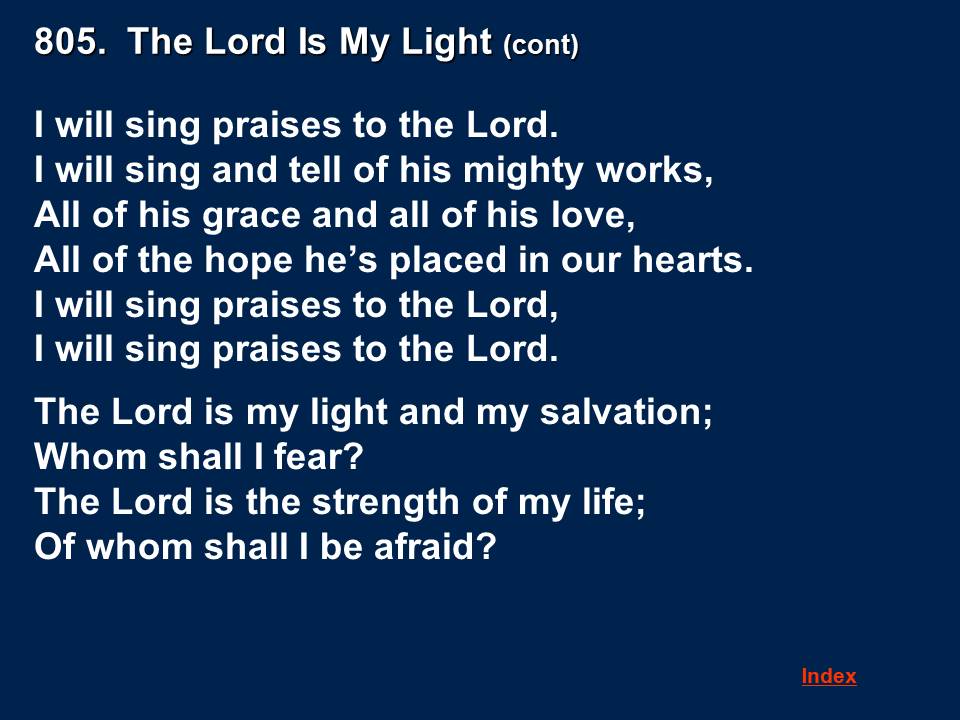 805.  The Lord Is My Light (cont)
I will sing praises to the Lord.
I will sing and tell of his mighty works,
All of his grace and all of his love,
All of the hope he’s placed in our hearts.
I will sing praises to the Lord,
I will sing praises to the Lord.
The Lord is my light and my salvation;
Whom shall I fear?
The Lord is the strength of my life;
Of whom shall I be afraid?
Index